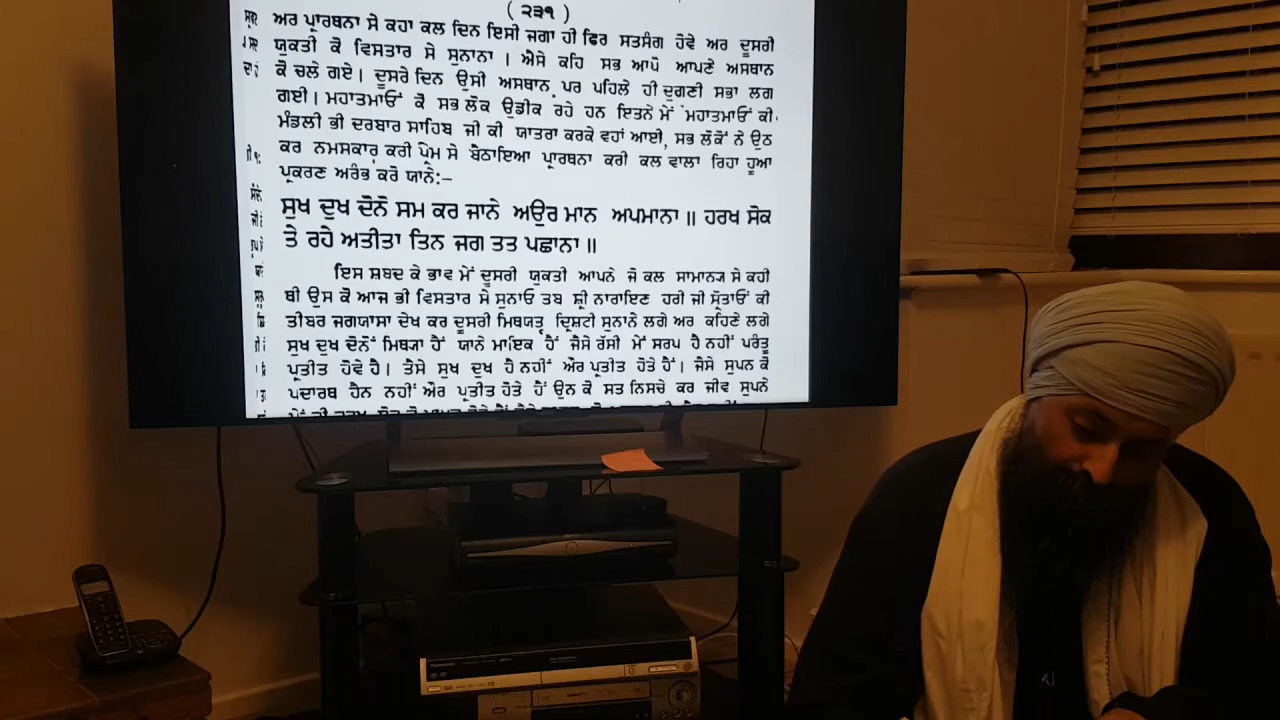 ( ੨੩੧ )
ਅਰ ਪ੍ਰਾਰਥਨਾ ਸੇ ਕਹਾ ਕਲ ਦਿਨ ਇਸੀ ਜਗਾ ਹੀ ਫਿਰ ਸਤਸੰਗ ਹੋਵੇ ਅਰ ਦੂਸਰੀ
ਯੁਕਤੀ ਕੋ ਵਿਸਤਾਰ ਸੇ ਸੁਨਾਨਾ । ਐਸੇ ਕਹਿ ਸਭ ਆਪੋ ਆਪਣੇ ਅਸਥਾਨ
ਕੋ ਚਲੇ ਗਏ। ਦੂਸਰੇ ਦਿਨ ਉਸੀ ਅਸਥਾਨ ਪਰ ਪਹਿਲੇ ਹੀ ਦੁਗਣੀ ਸਭਾ ਲਗ
ਗਈ। ਮਹਾਤਮਾਓਂ ਕੋ ਸਭ ਲੋਕ ਉਡੀਕ ਰਹੇ ਹਨ ਇਤਨੇ ਮੇਂ ਮਹਾਤਮਾਓਂ ਕੀ
ਮੰਡਲੀ ਭੀ ਦਰਬਾਰ ਸਾਹਿਬ ਜੀ ਕੀ ਯਾਤਰਾ ਕਰਕੇ ਵਹਾਂ ਆਈ, ਸਭ ਲੋਕੋਂ ਨੇ ਉਠ
ਕਰ ਨਮਸਕਾਰ ਕਰੀ ਪ੍ਰੇਮ ਸੇ ਬੈਠਾਇਆ ਪ੍ਰਾਰਥਨਾ ਕਰੀ ਕਲ ਵਾਲਾ ਰਿਹਾ ਹੂਆ
ਪ੍ਰਕਰਣ ਅਰੰਭ ਕਰੋ ਯਾਨੇ:–
ਸੁਖ ਦੁਖ ਦੋਨੋ ਸਮ ਕਰ ਜਾਨੇ ਅਉਰ ਮਾਨ ਅਪਮਾਨਾ ॥ ਹਰਖ ਸੋਕ
ਤੇ ਰਹੇ ਅਤੀਤਾ ਤਿਨ ਜਗ ਤਤ ਪਛਾਨਾ ॥
ਇਸ ਸ਼ਬਦ ਕੇ ਭਾਵ ਮੇਂ ਦੂਸਰੀ ਯੁਕਤੀ ਆਪਨੇ ਜੋ ਕਲ ਸਾਮਾਨ੍ਯ ਸੇ ਕਹੀ
ਥੀ ਉਸ ਕੋ ਆਜ ਭੀ ਵਿਸਤਾਰ ਸੇ ਸੁਨਾਓ ਤਬ ਸ਼੍ਰੀ ਨਾਰਾਇਣ ਹਰੀ ਜੀ ਸ੍ਰੋਤਾਓਂ ਕੀ
ਤੀਬਰ ਜਗਯਾਸਾ ਦੇਖ ਕਰ ਦੂਸਰੀ ਮਿਥਯਤ੍ਵ ਦ੍ਰਿਸ਼ਟੀ ਸੁਨਾਨੇ ਲਗੇ ਅਰ ਕਹਿਣੇ ਲਗੇ
ਸੁਖ ਦੁਖ ਦੋਨੋਂ ਮਿਥ੍ਯਾ ਹੈਂ ਯਾਨੇ ਮਾਇਕ ਹੈਂ ਜੈਸੇ ਰੱਸੀ ਮੇਂ ਸਰਪ ਹੈ ਨਹੀਂ ਪਰੰਤੂ
ਪ੍ਰਤੀਤ ਹੋਵੇ ਹੈ। ਤੈਸੇ ਸੁਖ ਦੁਖ ਹੈ ਨਹੀਂ ਔਰ ਪ੍ਰਤੀਤ ਹੋਤੇ ਹੈਂ। ਜੈਸੇ ਸੁਪਨ ਕੇ
ਪਦਾਰਥ ਹੈਨ ਨਹੀਂ ਔਰ ਪ੍ਰਤੀਤ ਹੋਤੇ ਹੈਂ ਉਨ ਕੋ ਸਤ ਨਿਸਚੇ ਕਰ ਜੀਵ ਸੁਪਨੇ